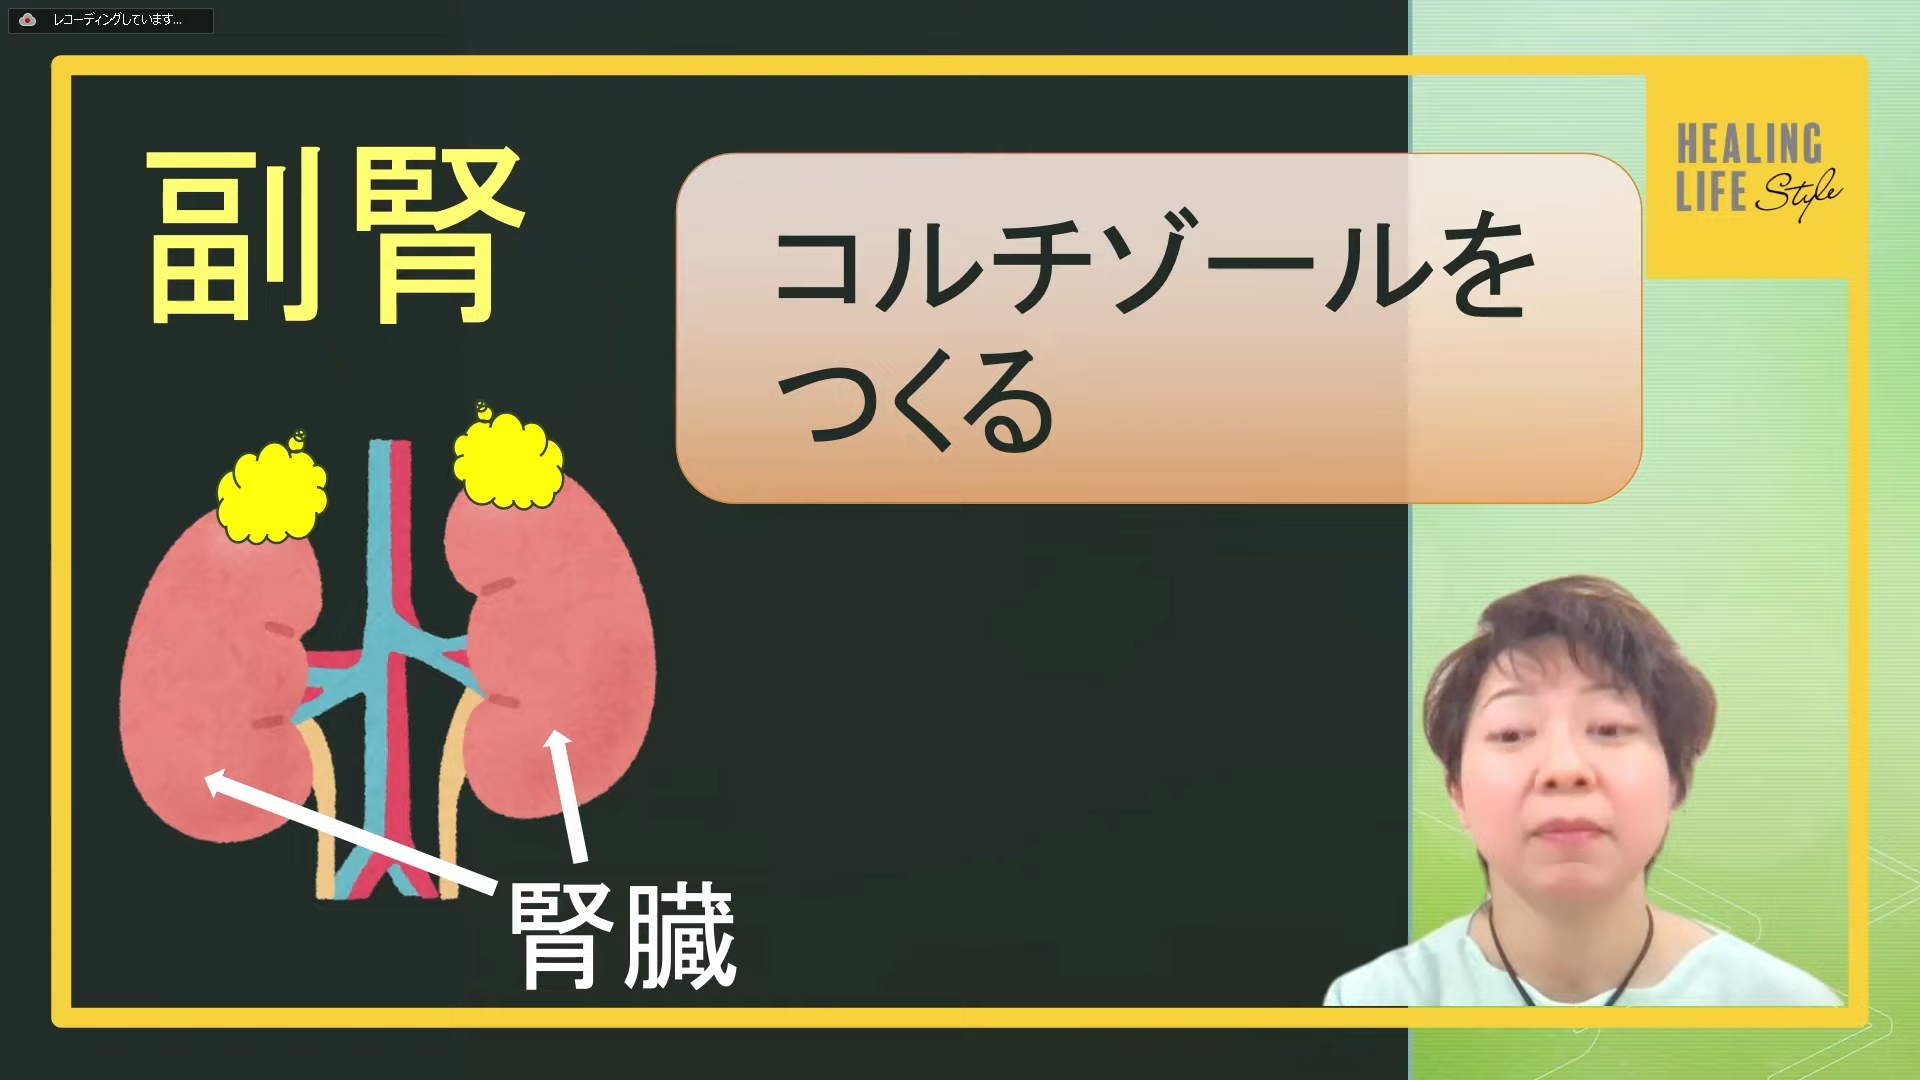 レコーディングしています...
副腎
コルチゾールを
つくる
HEALING
LIFE Style
腎臓